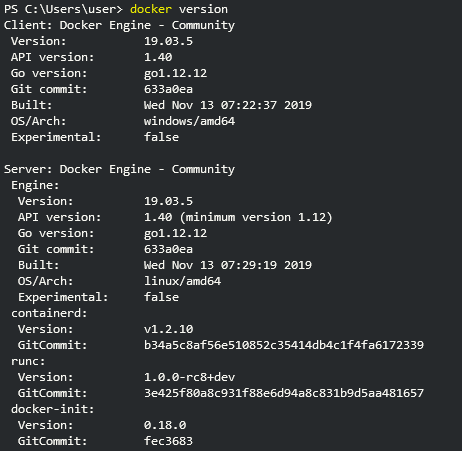 PS C:\Users\user> docker version
Client: Docker Engine - Community
 Version:           19.03.5
 API version:       1.40
 Go version:        go1.12.12
 Git commit:        633a0ea
 Built:             Wed Nov 13 07:22:37 2019
 OS/Arch:           windows/amd64
 Experimental:      false

Server: Docker Engine - Community
 Engine:
  Version:          19.03.5
  API version:      1.40 (minimum version 1.12)
  Go version:       go1.12.12
  Git commit:       633a0ea
  Built:            Wed Nov 13 07:29:19 2019
  OS/Arch:          linux/amd64
  Experimental:     false
 containerd:
  Version:          v1.2.10
  GitCommit:        b34a5c8af56e510852c35414db4c1f4fa6172339
 runc:
  Version:          1.0.0-rc8+dev
  GitCommit:        3e425f80a8c931f88e6d94a8c831b9d5aa481657
 docker-init:
  Version:          0.18.0
  GitCommit:        fec3683